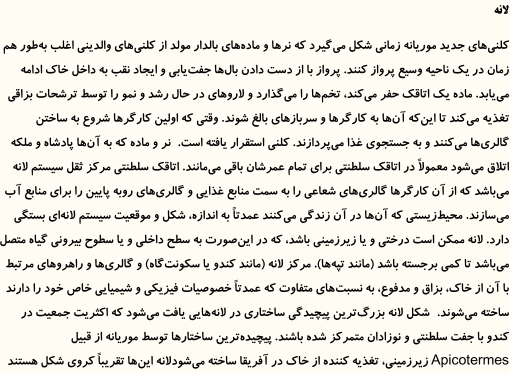 لانه
کلنی‌های جدید موریانه زمانی شکل می‌گیرد که نرها و ماده‌های بالدار مولد از کلنی‌های والدینی اغلب به‌طور هم
زمان در یک ناحیه وسیع پرواز کنند. پرواز با از دست دادن بال‌ها جفت‌یابی و ایجاد نقب به داخل خاک ادامه
می‌یابد. ماده یک اتاقک حفر می‌کند، تخم‌ها را می‌گذارد و لاروهای در حال رشد و نمو را توسط ترشحات بزاقی
تغذیه می‌کند تا این‌که آن‌ها به کارگرها و سربازهای بالغ شوند. وقتی که اولین کارگرها شروع به ساختن
گالری‌ها می‌کنند و به جستجوی غذا می‌پردازند. کلنی استقرار یافته است. نر و ماده که به آن‌ها پادشاه و ملکه
اتلاق می‌شود معمولاً در اتاقک سلطنتی برای تمام عمرشان باقی می‌مانند. اتاقک سلطنتی مرکز ثقل سیستم لانه
می‌باشد که از آن کارگرها گالری‌های شعاعی را به سمت منابع غذایی و گالری‌های روبه پایین را برای منابع آب
می‌سازند. محیط‌زیستی که آن‌ها در آن زندگی می‌کنند عمدتاً به اندازه، شکل و موقعیت سیستم لانه‌ای بستگی
دارد. لانه ممکن است درختی و یا زیرزمینی باشد، که در این‌صورت به سطح داخلی و یا سطوح بیرونی گیاه متصل
می‌باشد تا کمی برجسته باشد (مانند تپه‌ها). مرکز لانه (مانند کندو یا سکونت‌گاه) و گالری‌ها و راهروهای مرتبط
با آن از خاک، بزاق و مدفوع، به نسبت‌های متفاوت که عمدتاً خصوصیات فیزیکی و شیمیایی خاص خود را دارند
ساخته می‌شوند. شکل لانه بزرگ‌ترین پیچیدگی ساختاری در لانه‌هایی یافت می‌شود که اکثریت جمعیت در
کندو با جفت سلطنتی و نوزادان متمرکز شده باشند. پیچیده‌ترین ساختارها توسط موریانه از قبیل
Apicotermes زیرزمینی، تغذیه کننده از خاک در آفریقا ساخته می‌شودلانه این‌ها تقریباً کروی شکل هستند